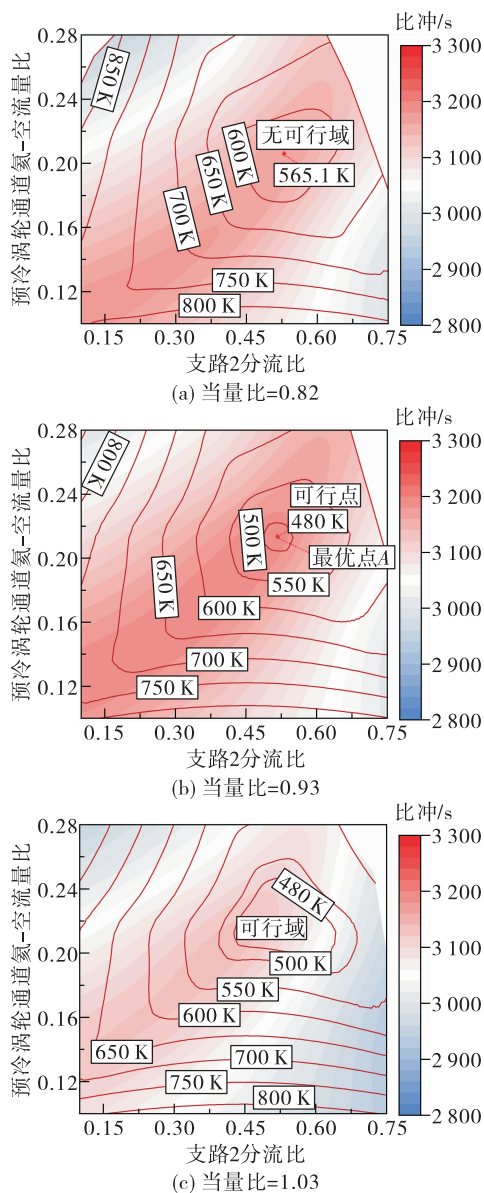 比冲/s
0.28
0.24
0.20
0.16
0.12
预冷涡轮通道氨-空流量比
850 K
600 K
650 K
700 K
无可行域
565.1 K
750 K
800 K
3 300
3 200
3 100
3 000
2 900
2 800
0.15 0.30 0.45 0.60 0.75
支路2分流比
(a) 当量比=0.82
比冲/s
0.28
0.24
0.20
0.16
0.12
预冷涡轮通道氨-空流量比
800 K
可行点
480 K
500 K
最优点A
550 K
650 K
600 K
700 K
750 K
3 300
3 200
3 100
3 000
2 900
2 800
0.15 0.30 0.45 0.60 0.75
支路2分流比
(b) 当量比=0.93
比冲/s
0.28
0.24
0.20
0.16
0.12
预冷涡轮通道氨-空流量比
480 K
可行域
500 K
550 K
600 K
650 K
700 K
750 K
800 K
3 300
3 200
3 100
3 000
2 900
2 800
0.15 0.30 0.45 0.60 0.75
支路2分流比
(c) 当量比=1.03